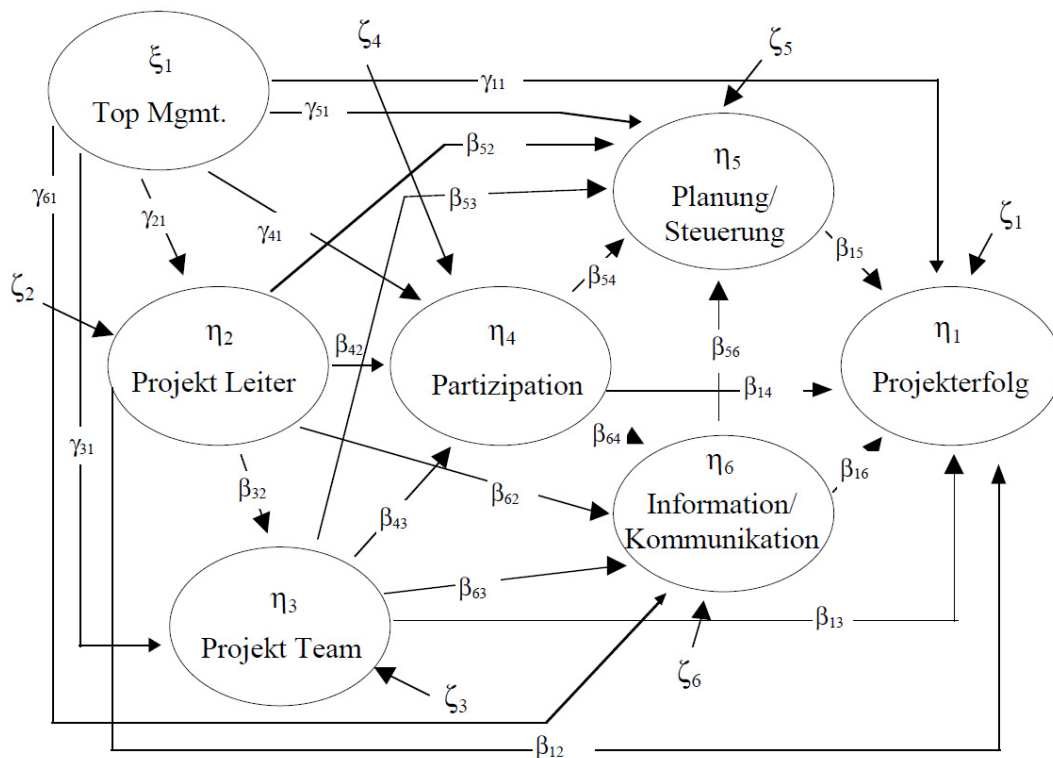 ζ₄
ζ₅
ξ₁
Top Mgmt.
γ₁₁
γ₅₁
β₅₂
η₅
Planung/
Steuerung
γ₆₁
γ₂₁
γ₄₁
β₅₃
ζ₁
β₁₅
β₅₄
ζ₂
η₂
Projekt Leiter
β₄₂
η₄
Partizipation
β₅₆
η₁
Projekterfolg
β₁₄
γ₃₁
β₆₄
β₃₂
β₆₂
β₄₃
η₆
Information/
Kommunikation
β₁₆
η₃
Projekt Team
β₆₃
β₁₃
ζ₃
ζ₆
β₁₂